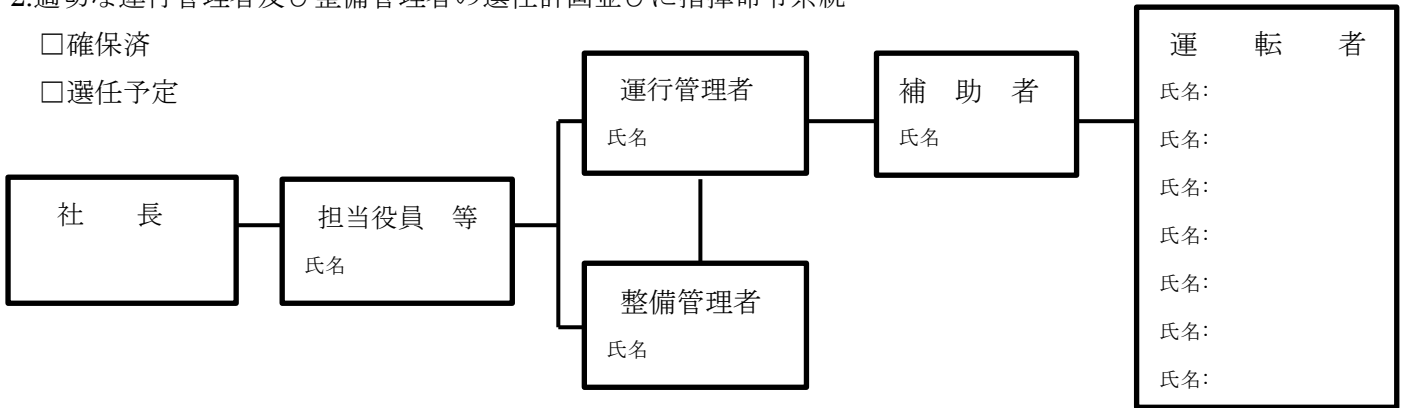 2.適切な運行管理者及び整備管理者の選任計画並びに指揮命令系統
□確保済
□選任予定
社　長
担当役員　等
氏名
運行管理者
氏名
整備管理者
氏名
補　助　者
氏名
運　転　者
氏名:
氏名:
氏名:
氏名:
氏名:
氏名:
氏名: